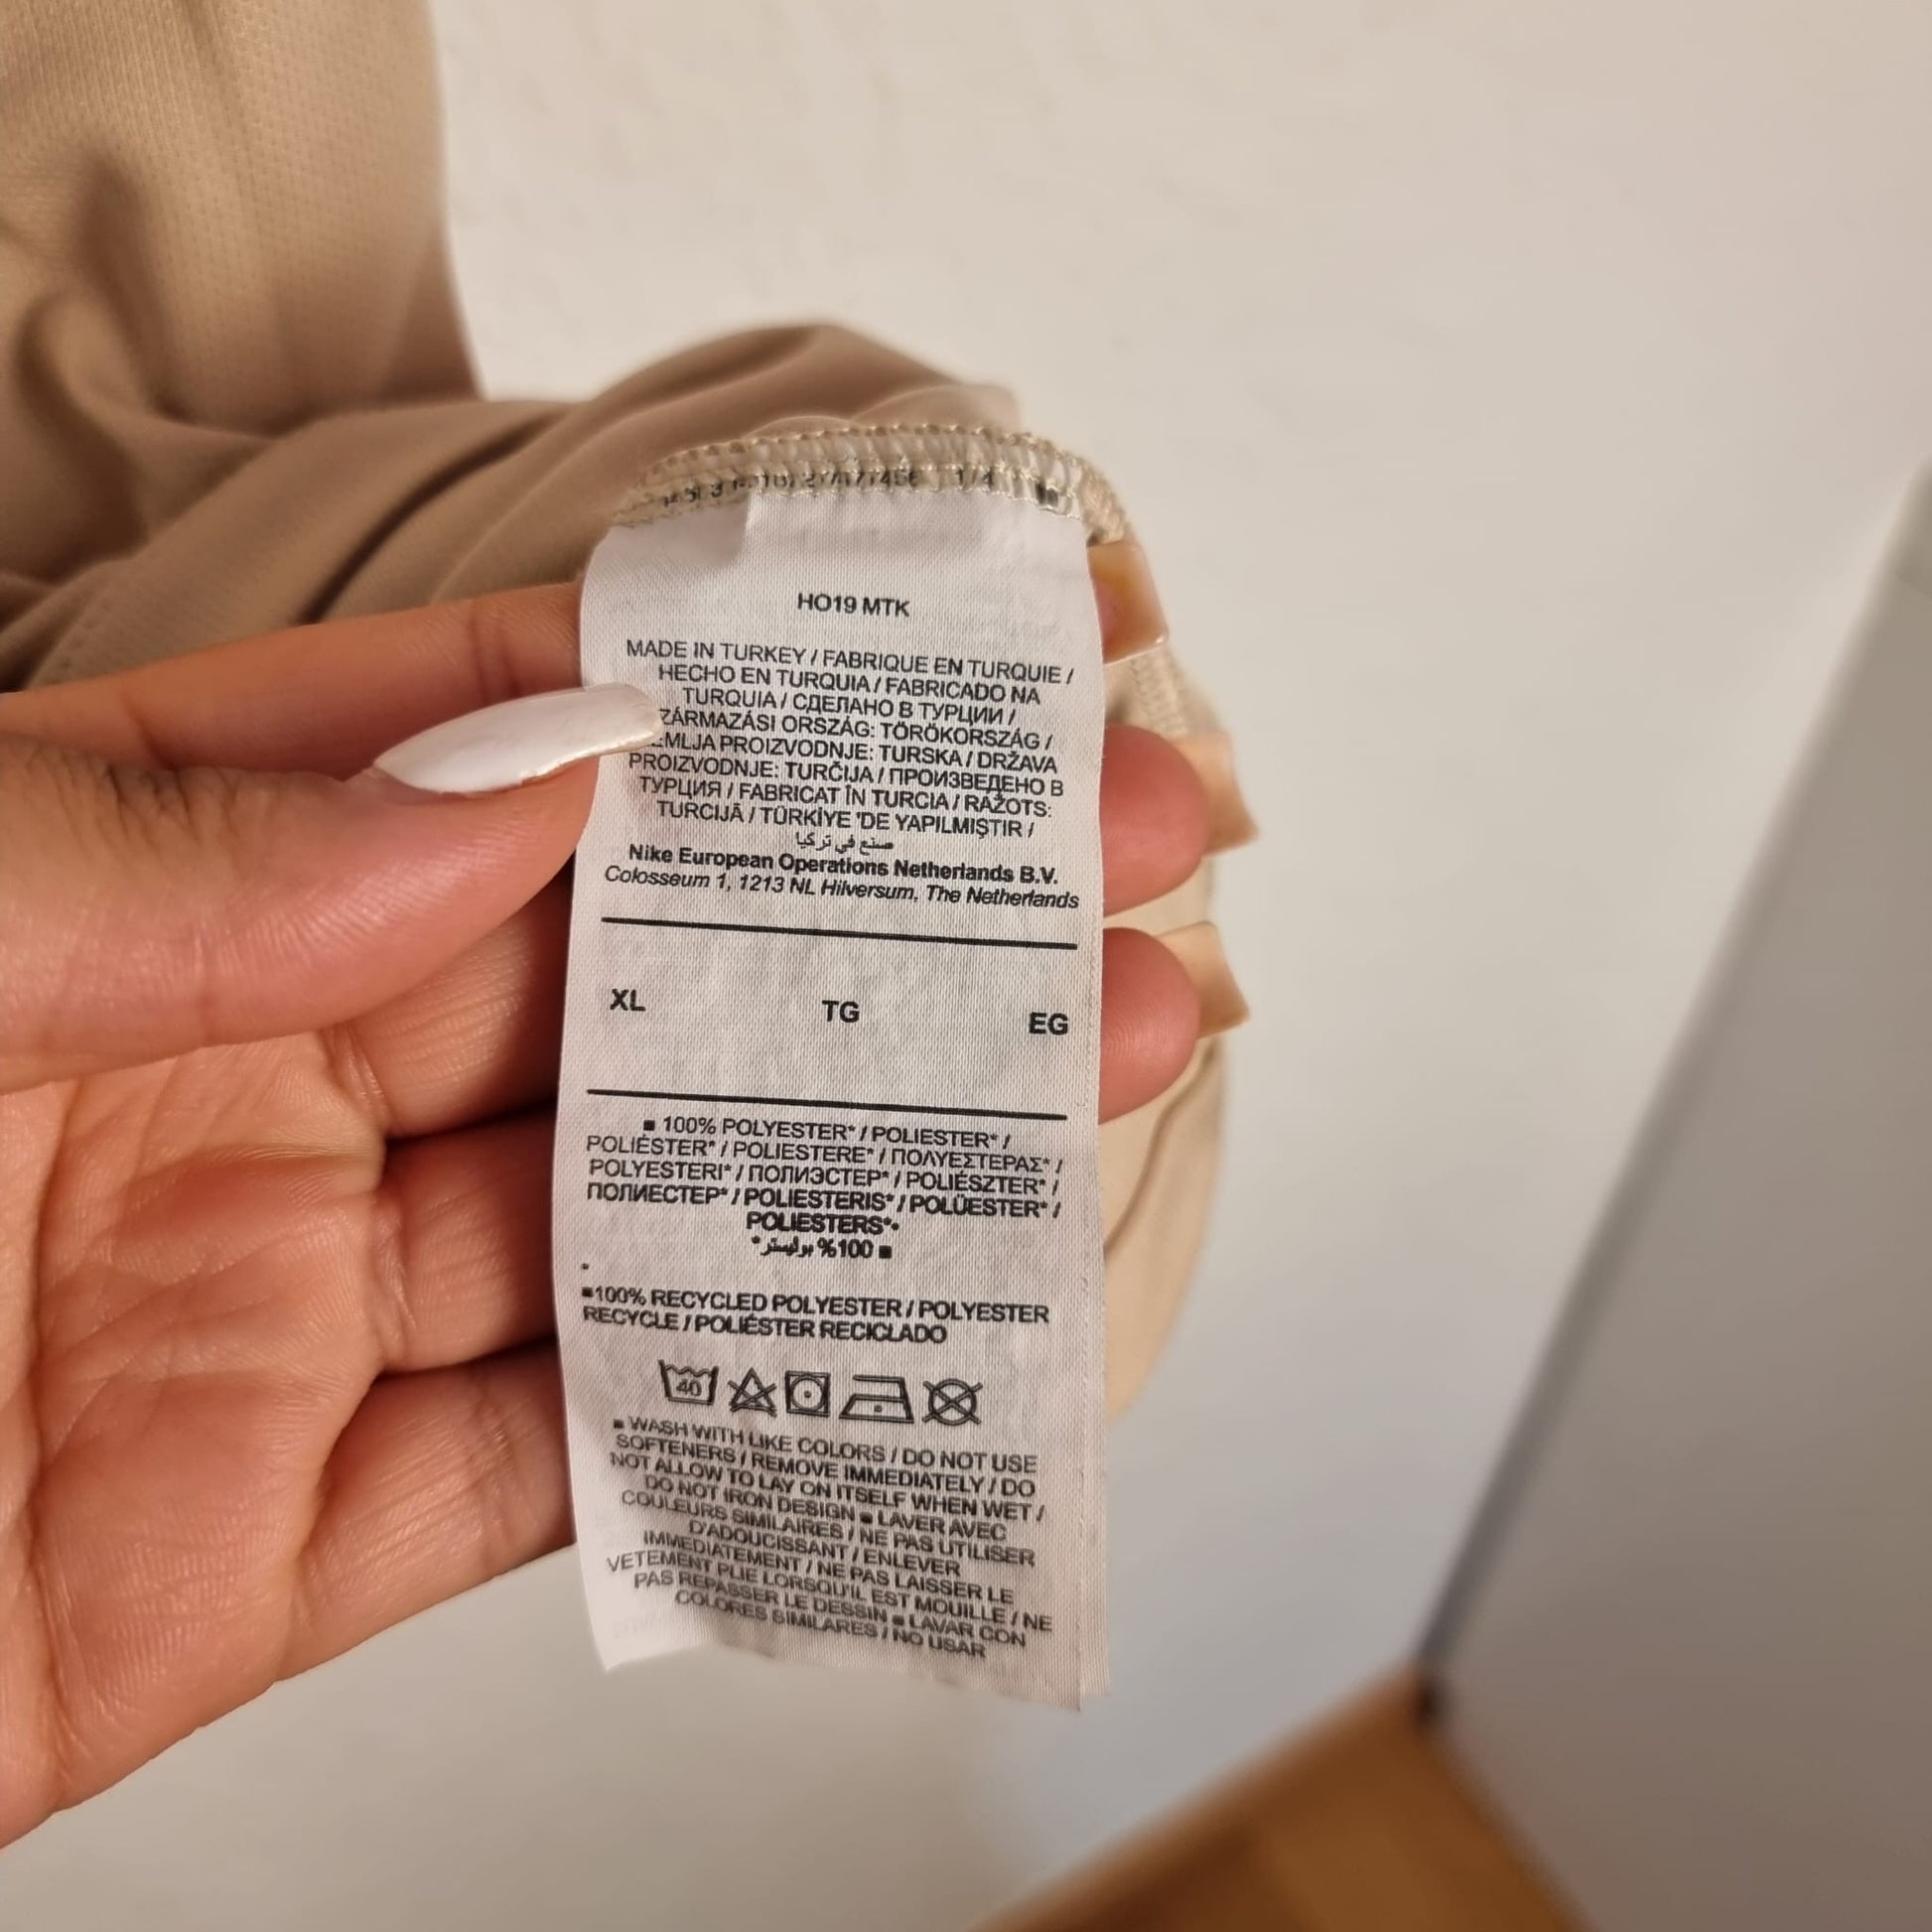 HO19 MTK
MADE IN TURKEY / FABRIQUE EN TURQUIE /
HECHO EN TURQUIA / FABRICADO NA
TURQUIA / СДЕЛАНО В ТУРЦИИ /
ZÁRMAZÁSI ORSZÁG: TÖRÖKORSZÁG /
EMLJA PROIZVODNJE: TURSKA / DRŽAVA
PROIZVODNJE: TURČIJA / ПРОИЗВЕДЕНО В
ТУРЦИЯ / FABRICAT ÎN TURCIA / RAŽOTS:
TURCIJĀ / TÜRKİYE 'DE YAPILMIŞTIR /
صنع في تركيا
Nike European Operations Netherlands B.V.
Colosseum 1, 1213 NL Hilversum, The Netherlands
XL TG EG
■ 100% POLYESTER* / POLIESTER* /
POLIÉSTER* / POLIESTERE* / ΠΟΛΥΕΣΤΕΡΑΣ* /
POLYESTERI* / ПОЛИЭСТЕР* / POLIÉSZTER* /
ПОЛИЕСТЕР* / POLIESTERIS* / POLÜESTER* /
POLIESTERS*•
■ 100% بوليستر*
■100% RECYCLED POLYESTER / POLYESTER
RECYCLE / POLIÉSTER RECICLADO
40
■ WASH WITH LIKE COLORS / DO NOT USE
SOFTENERS / REMOVE IMMEDIATELY / DO
NOT ALLOW TO LAY ON ITSELF WHEN WET /
DO NOT IRON DESIGN ■ LAVER AVEC
COULEURS SIMILAIRES / NE PAS UTILISER
D'ADOUCISSANT / ENLEVER
IMMEDIATEMENT / NE PAS LAISSER LE
VETEMENT PLIE LORSQU'IL EST MOUILLE / NE
PAS REPASSER LE DESSIN ■ LAVAR CON
COLORES SIMILARES / NO USAR